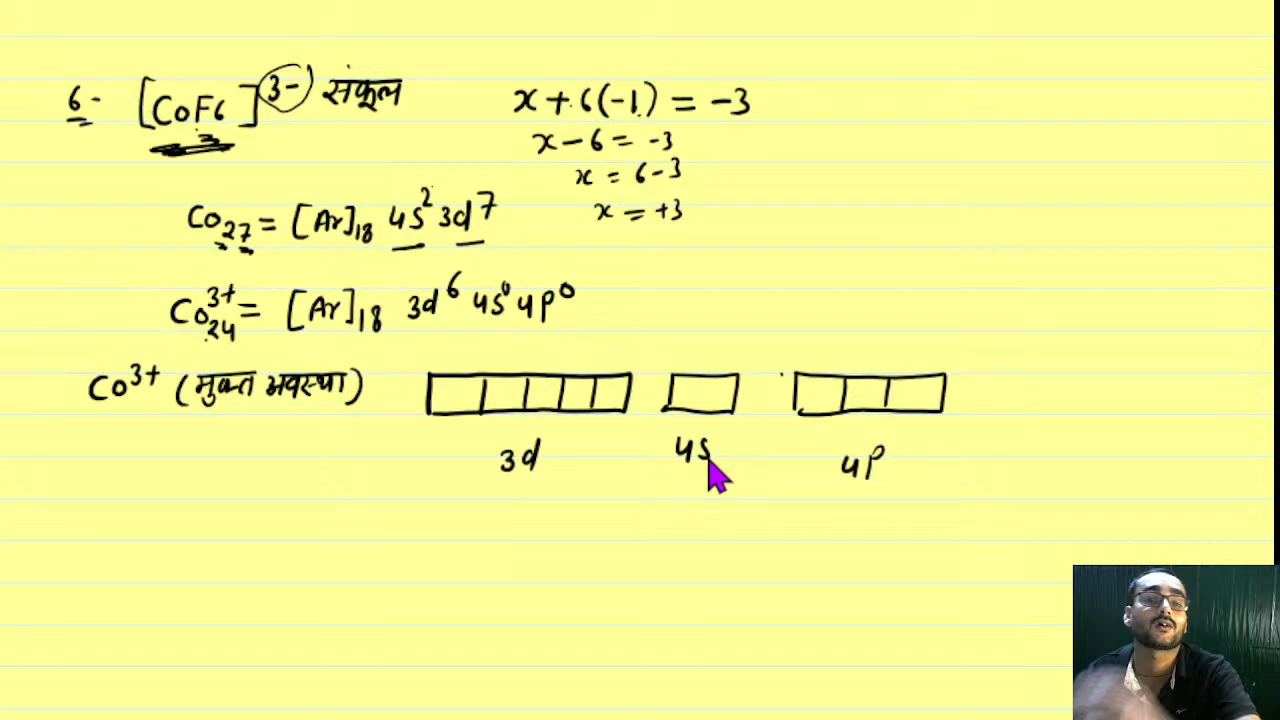 6- [CoF6]³⁻ संकूल
x + 6(-1) = -3
x - 6 = -3
x = 6 - 3
x = +3
Co₂₇ = [Ar]₁₈ 4s² 3d⁷
Co³⁺₂₄ = [Ar]₁₈ 3d⁶ 4s⁰ 4p⁰
Co³⁺ (मुक्त अवस्था)
3d 4s 4p